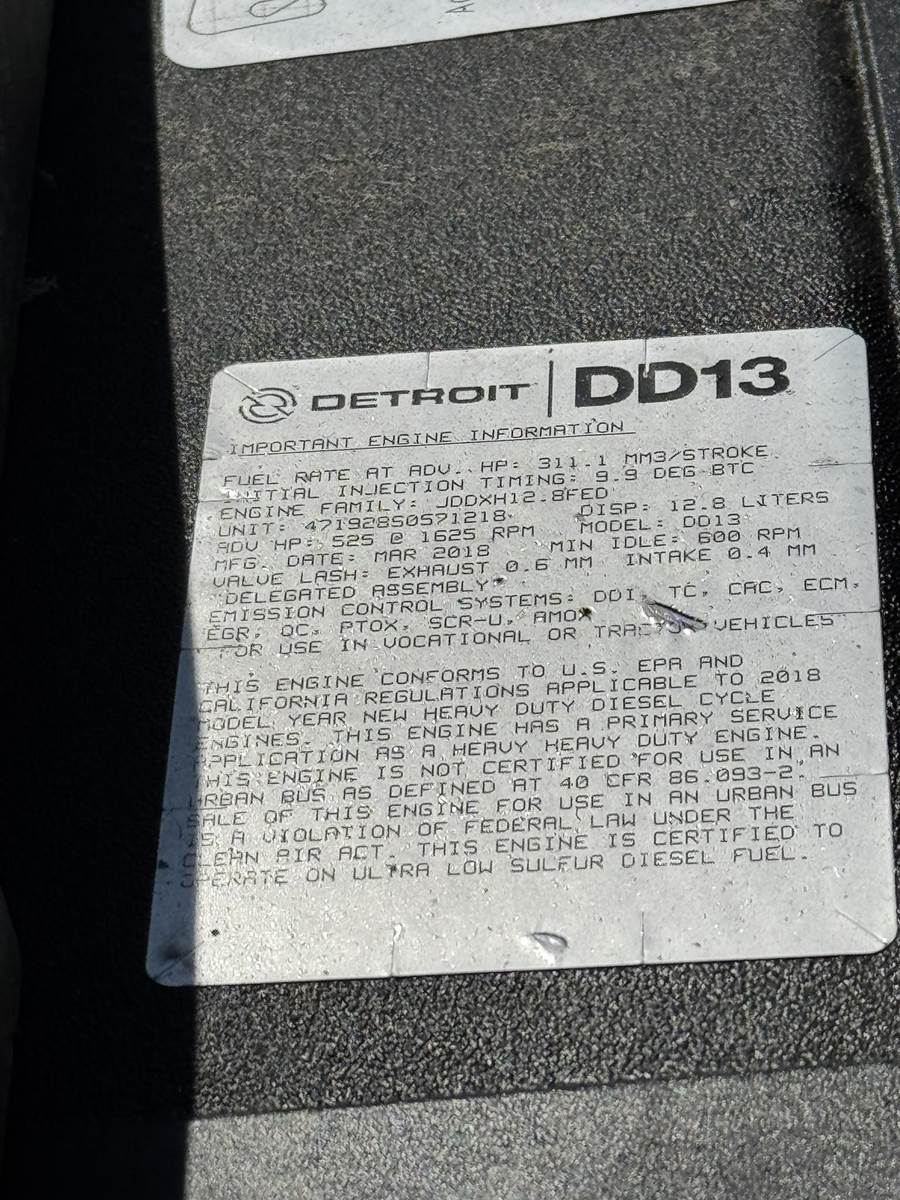 AC
DETROIT | DD13
IMPORTANT ENGINE INFORMATION
FUEL RATE AT ADV. HP: 311.1 MM3/STROKE
INITIAL INJECTION TIMING: 9.9 DEG BTC
ENGINE FAMILY: JDDXH12.8FED
UNIT: 471928S0571218 DISP: 12.8 LITERS
ADV HP: 525 @ 1625 RPM MODEL: DD13
MFG. DATE: MAR 2018 MIN IDLE: 600 RPM
VALVE LASH: EXHAUST 0.6 MM INTAKE 0.4 MM
"DELEGATED ASSEMBLY"
EMISSION CONTROL SYSTEMS: DDI, TC, CAC, ECM,
EGR, OC, PTOX, SCR-U, AMOX
"FOR USE IN VOCATIONAL OR VEHICLES"
THIS ENGINE CONFORMS TO U.S. EPA AND
CALIFORNIA REGULATIONS APPLICABLE TO 2018
MODEL YEAR NEW HEAVY DUTY DIESEL CYCLE
ENGINES. THIS ENGINE HAS A PRIMARY SERVICE
APPLICATION AS A HEAVY HEAVY DUTY ENGINE.
THIS ENGINE IS NOT CERTIFIED FOR USE IN AN
URBAN BUS AS DEFINED AT 40 CFR 86.093-2.
SALE OF THIS ENGINE FOR USE IN AN URBAN BUS
IS A VIOLATION OF FEDERAL LAW UNDER THE
CLEAN AIR ACT. THIS ENGINE IS CERTIFIED TO
OPERATE ON ULTRA LOW SULFUR DIESEL FUEL.